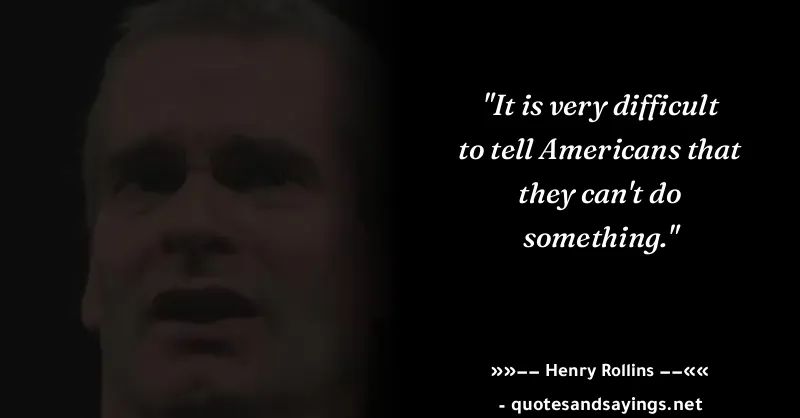 "It is very difficult
to tell Americans that
they can't do
something."
»»−− Henry Rollins −−««
- quotesandsayings.net